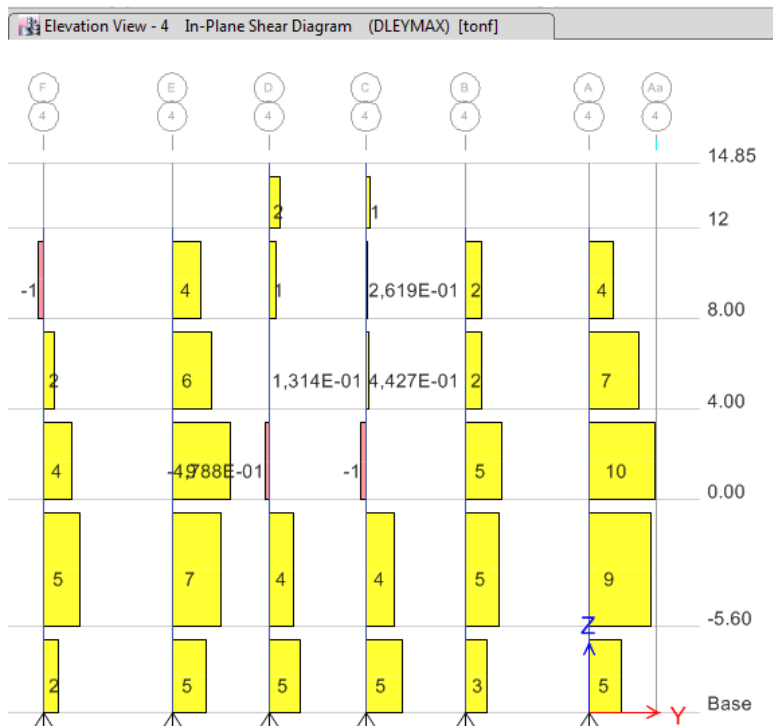 Elevation View - 4 In-Plane Shear Diagram (DLEYMAX) [tonf]
F E D C B A Aa
4 4 4 4 4 4 4
14.85
2 1
12
-1 4 1 2,619E-01 2 4
8.00
2 6 1,314E-01 4,427E-01 2 7
4.00
4 -4,788E-01 -1 5 10
0.00
5 7 4 4 5 9
-5.60
Z
2 5 5 5 3 5
Base
Y